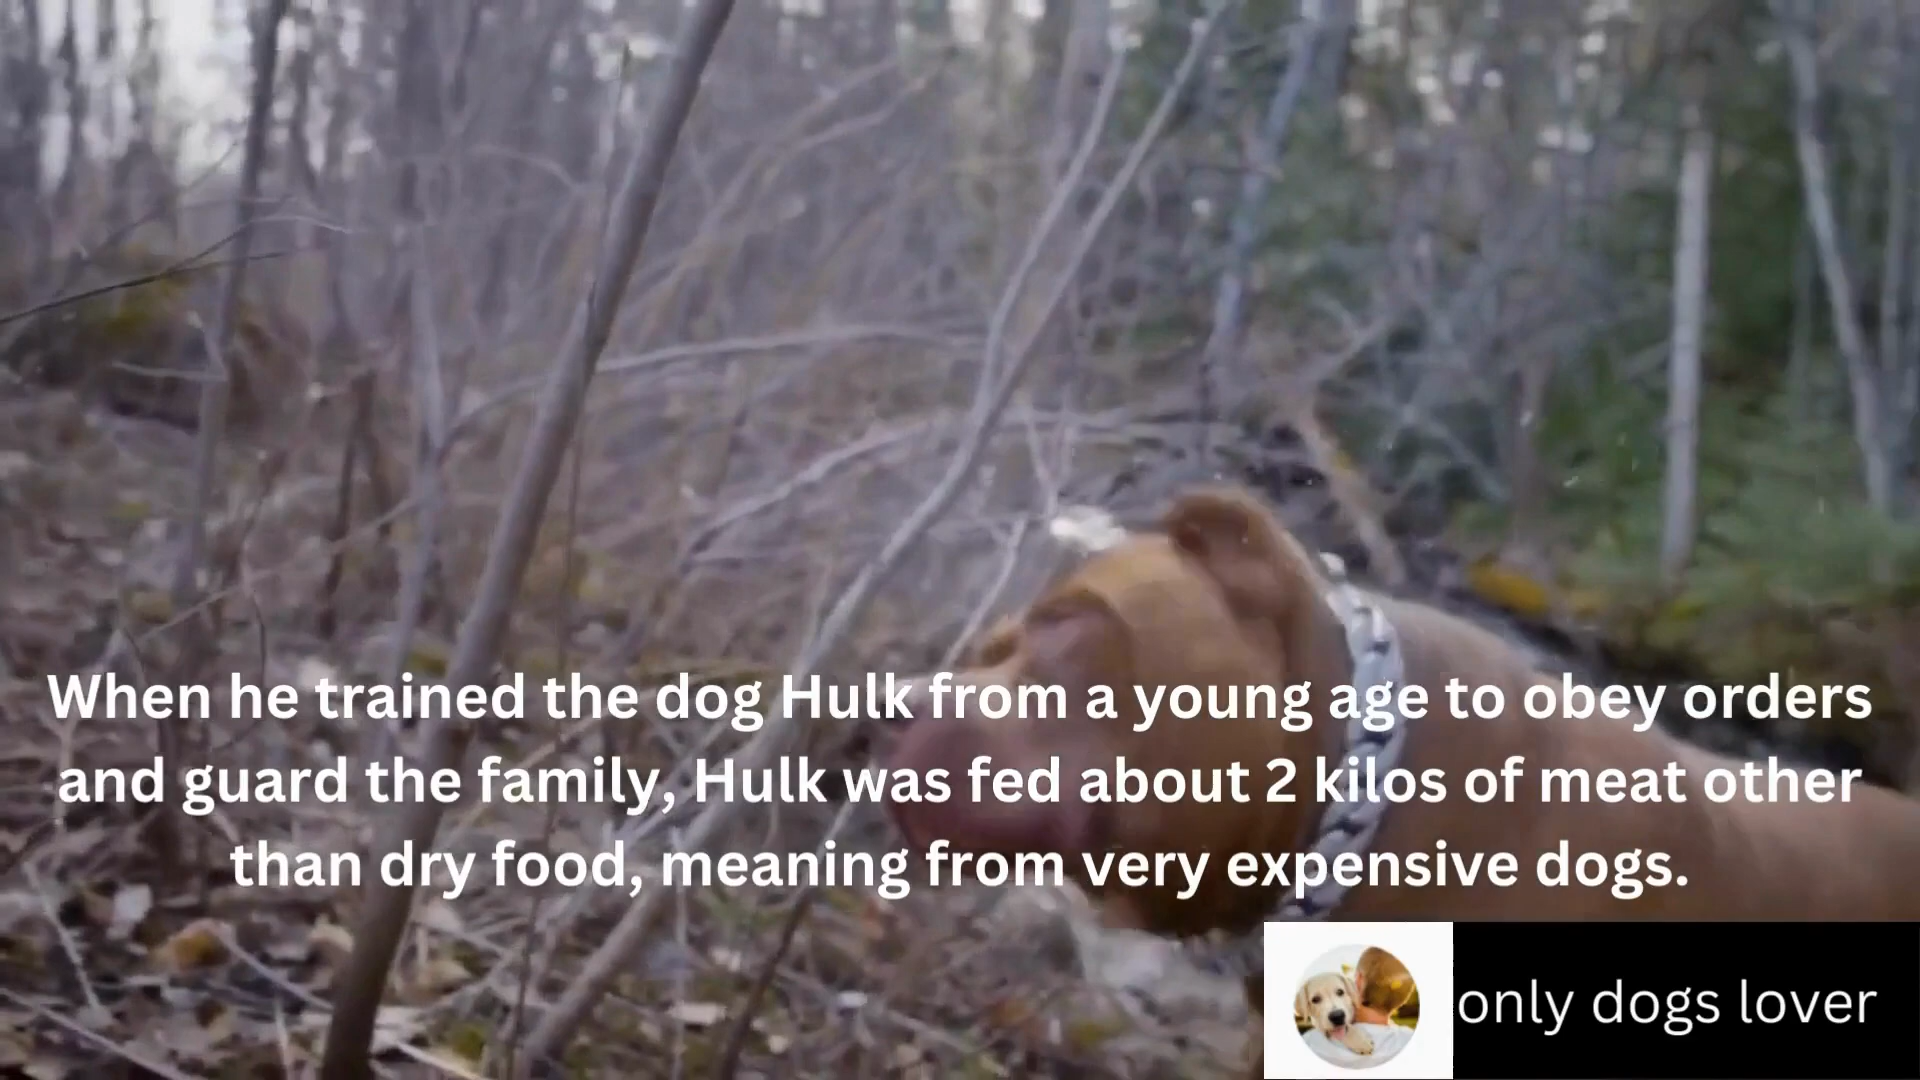 When he trained the dog Hulk from a young age to obey orders
and guard the family, Hulk was fed about 2 kilos of meat other
than dry food, meaning from very expensive dogs.
only dogs lover